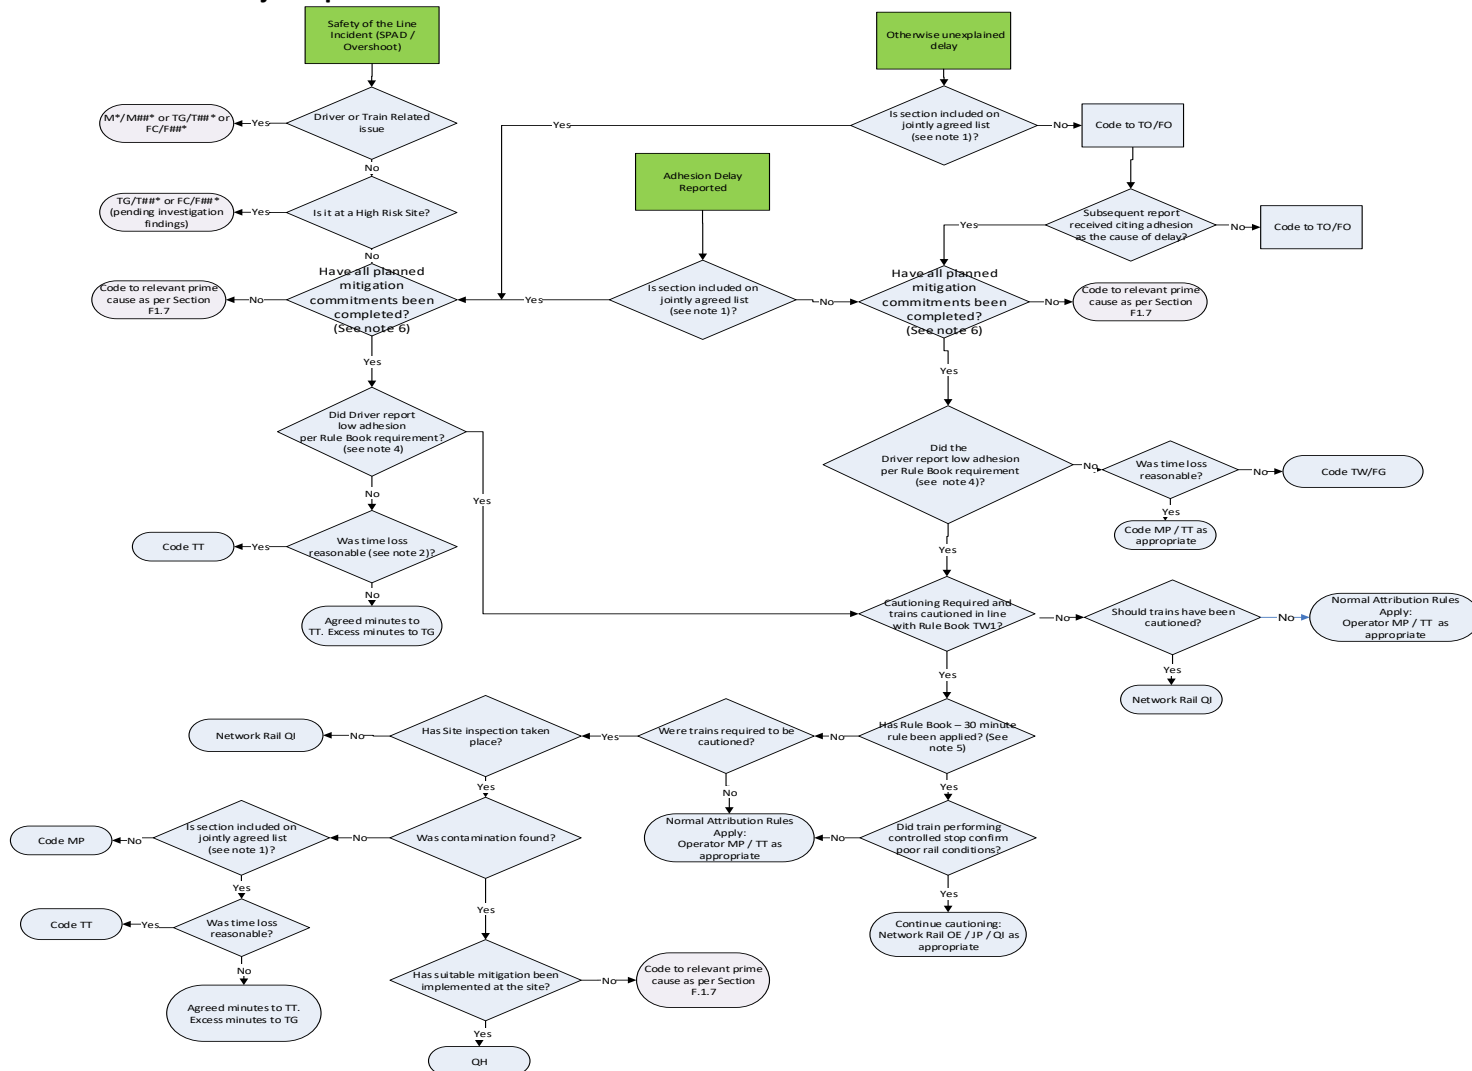 Safety of the Line
Incident (SPAD /
Overshoot)
Otherwise unexplained
delay
M*/M##* or TG/T##* or
FC/F##*
Yes
Driver or Train Related
issue
Yes
Is section included on
jointly agreed list
(see note 1)?
No
Code to TO/FO
No
Adhesion Delay
Reported
TG/T##* or FC/F##*
(pending investigation
findings)
Yes
Is it at a High Risk Site?
Subsequent report
received citing adhesion
as the cause of delay?
Yes
No
Code to TO/FO
No
Code to relevant prime
cause as per Section
F1.7
No
Have all planned
mitigation
commitments been
completed?
(See note 6)
Yes
Is section included on
jointly agreed list
(see note 1)?
No
Have all planned
mitigation
commitments been
completed?
(See note 6)
No
Code to relevant prime
cause as per Section
F1.7
Yes
Yes
Did Driver report
low adhesion
per Rule Book requirement?
(see note 4)
Yes
No
Did the
Driver report low adhesion
per Rule Book requirement
(see note 4)?
No
Was time loss
reasonable?
No
Code TW/FG
Yes
Code MP / TT as
appropriate
Code TT
Yes
Was time loss
reasonable (see note 2)?
Yes
No
Agreed minutes to
TT. Excess minutes to TG
Cautioning Required and
trains cautioned in line
with Rule Book TW1?
No
Should trains have been
cautioned?
No
Normal Attribution Rules
Apply:
Operator MP / TT as
appropriate
Yes
Yes
Network Rail QI
Network Rail QI
No
Has Site inspection taken
place?
Yes
Were trains required to be
cautioned?
No
Has Rule Book – 30 minute
rule been applied? (See
note 5)
Yes
No
Yes
Code MP
No
Is section included on
jointly agreed list
(see note 1)?
No
Was contamination found?
Normal Attribution Rules
Apply:
Operator MP / TT as
appropriate
No
Did train performing
controlled stop confirm
poor rail conditions?
Yes
Yes
Yes
Code TT
Yes
Was time loss
reasonable?
Continue cautioning:
Network Rail OE / JP / QI as
appropriate
No
Agreed minutes to TT.
Excess minutes to TG
Has suitable mitigation been
implemented at the site?
No
Code to relevant prime
cause as per Section
F.1.7
Yes
QH